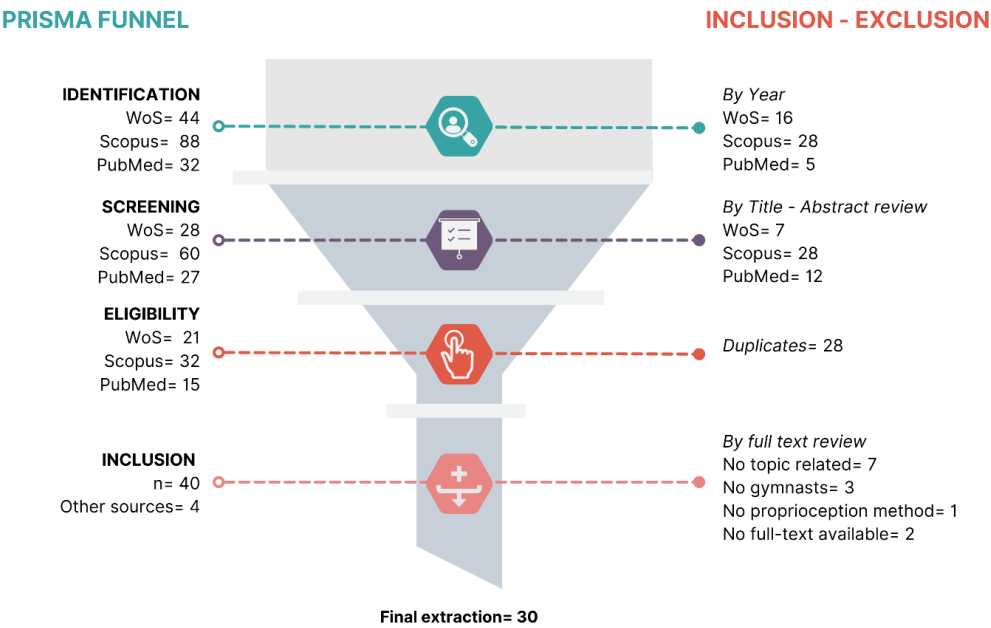 PRISMA FUNNEL
INCLUSION - EXCLUSION
IDENTIFICATION
WoS= 44
Scopus= 88
PubMed= 32
By Year
WoS= 16
Scopus= 28
PubMed= 5
SCREENING
WoS= 28
Scopus= 60
PubMed= 27
By Title - Abstract review
WoS= 7
Scopus= 28
PubMed= 12
ELIGIBILITY
WoS= 21
Scopus= 32
PubMed= 15
Duplicates= 28
INCLUSION
n= 40
Other sources= 4
By full text review
No topic related= 7
No gymnasts= 3
No proprioception method= 1
No full-text available= 2
Final extraction= 30